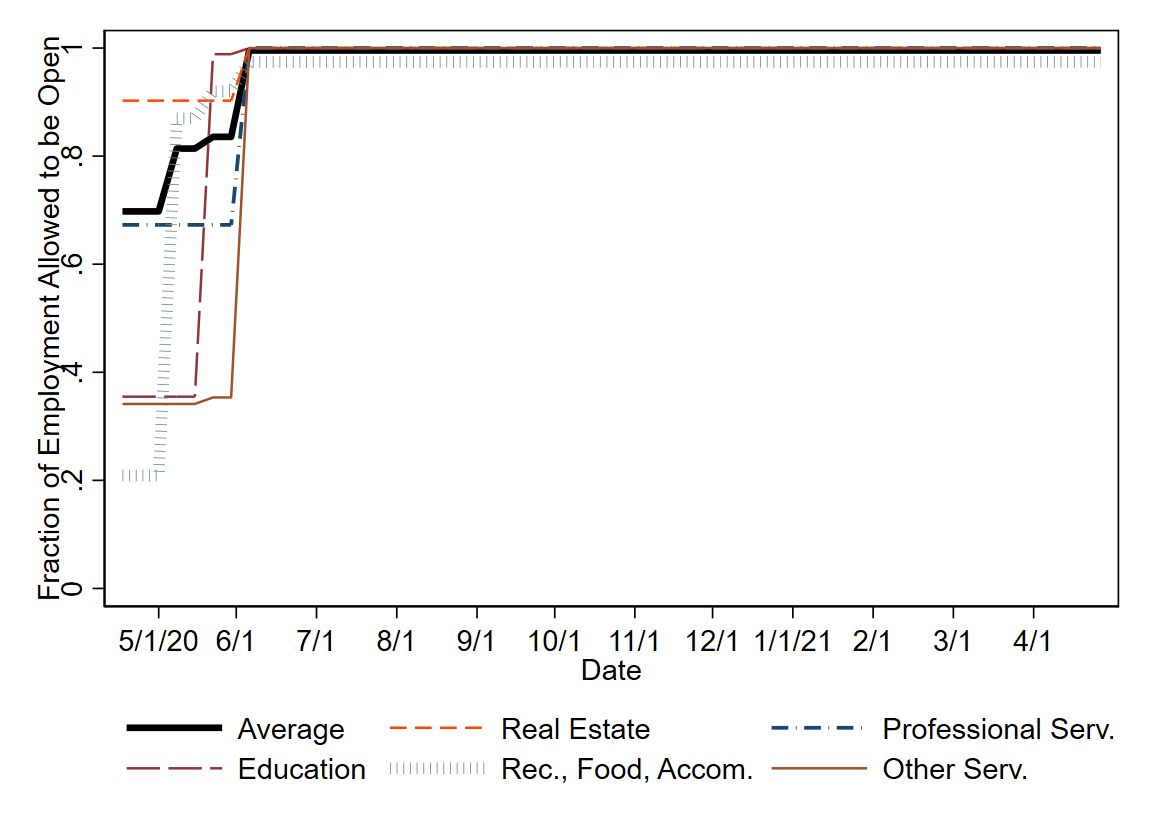 Fraction of Employment Allowed to be Open
1
.8
.6
.4
.2
0
5/1/20 6/1 7/1 8/1 9/1 10/1 11/1 12/1 1/1/21 2/1 3/1 4/1
Date
Average Real Estate Professional Serv.
Education Rec., Food, Accom. Other Serv.